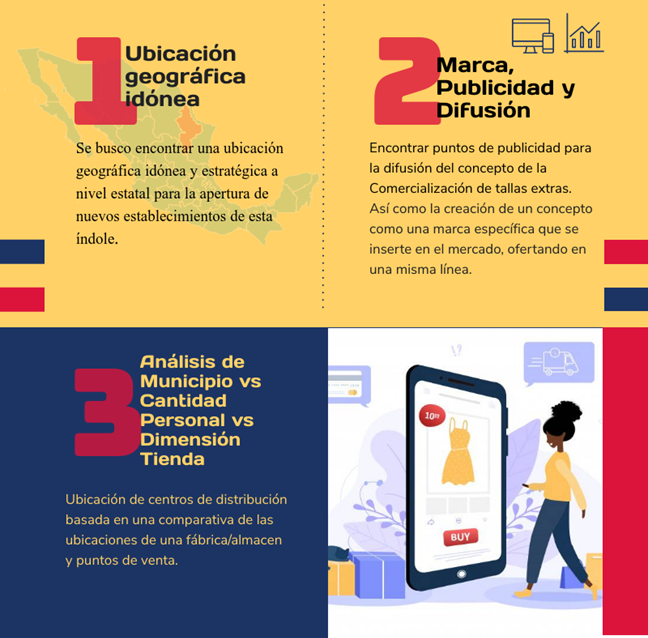 1
Ubicación
geográfica
idónea
Se busco encontrar una ubicación
geográfica idónea y estratégica a
nivel estatal para la apertura de
nuevos establecimientos de esta
índole.
2
Marca,
Publicidad y
Difusión
Encontrar puntos de publicidad para
la difusión del concepto de la
Comercialización de tallas extras.
Así como la creación de un concepto
como una marca específica que se
inserte en el mercado, ofertando en
una misma línea.
3
Análisis de
Municipio vs
Cantidad
Personal vs
Dimensión
Tienda
Ubicación de centros de distribución
basada en una comparativa de las
ubicaciones de una fábrica/almacen
y puntos de venta.
!?
BUY